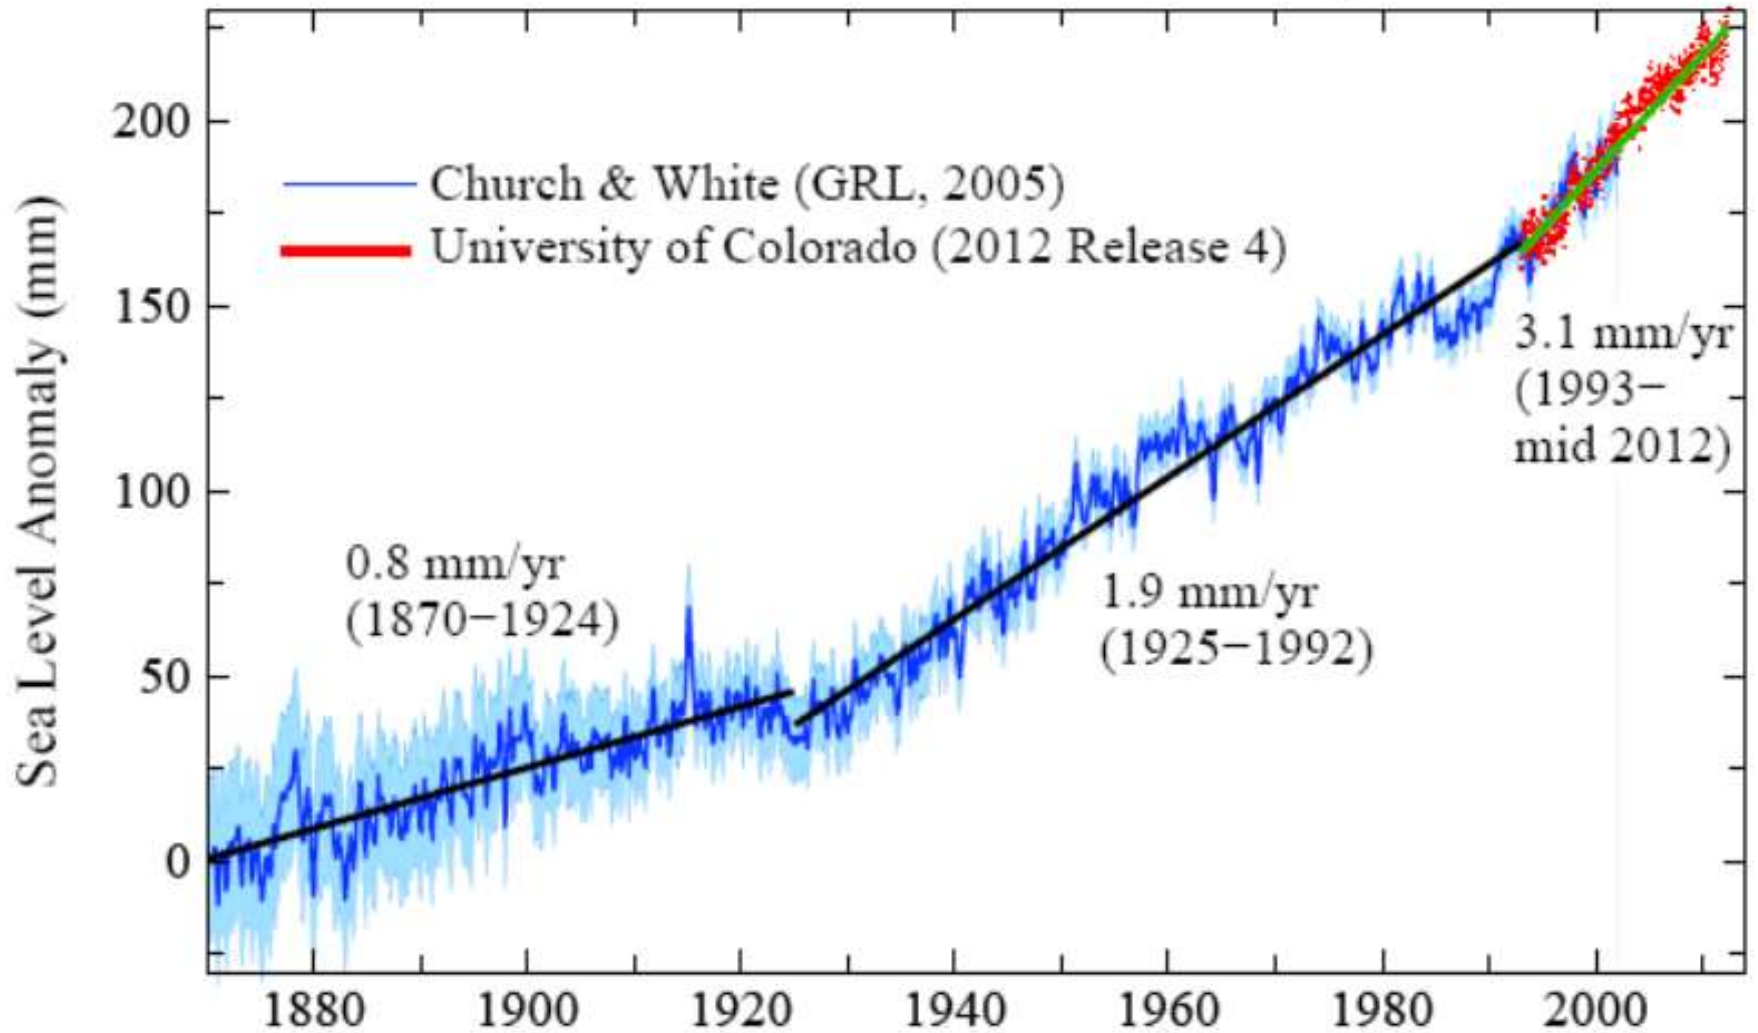 Sea Level Anomaly (mm)
200
150
100
50
0
Church & White (GRL, 2005)
University of Colorado (2012 Release 4)
0.8 mm/yr
(1870−1924)
1.9 mm/yr
(1925−1992)
3.1 mm/yr
(1993−
mid 2012)
1880 1900 1920 1940 1960 1980 2000